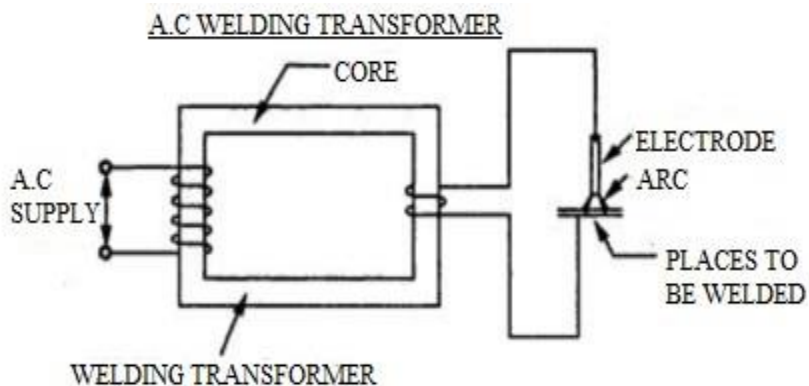 A.C WELDING TRANSFORMER
CORE
ELECTRODE
ARC
A.C
SUPPLY
PLACES TO
BE WELDED
WELDING TRANSFORMER